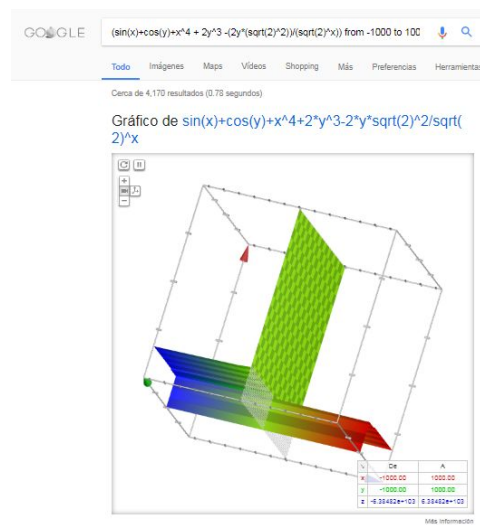 GOOGLE
(sin(x)+cos(y)+x^4 + 2y^3 -(2y*(sqrt(2)^2))/(sqrt(2)^x)) from -1000 to 100
Todo Imágenes Maps Vídeos Shopping Más Preferencias Herramientas
Cerca de 4,170 resultados (0.78 segundos)
Gráfico de sin(x)+cos(y)+x^4+2*y^3-2*y*sqrt(2)^2/sqrt(
2)^x
De A
x -1000.00 1000.00
y -1000.00 1000.00
z -6.38482e+103 6.38482e+103
Más información